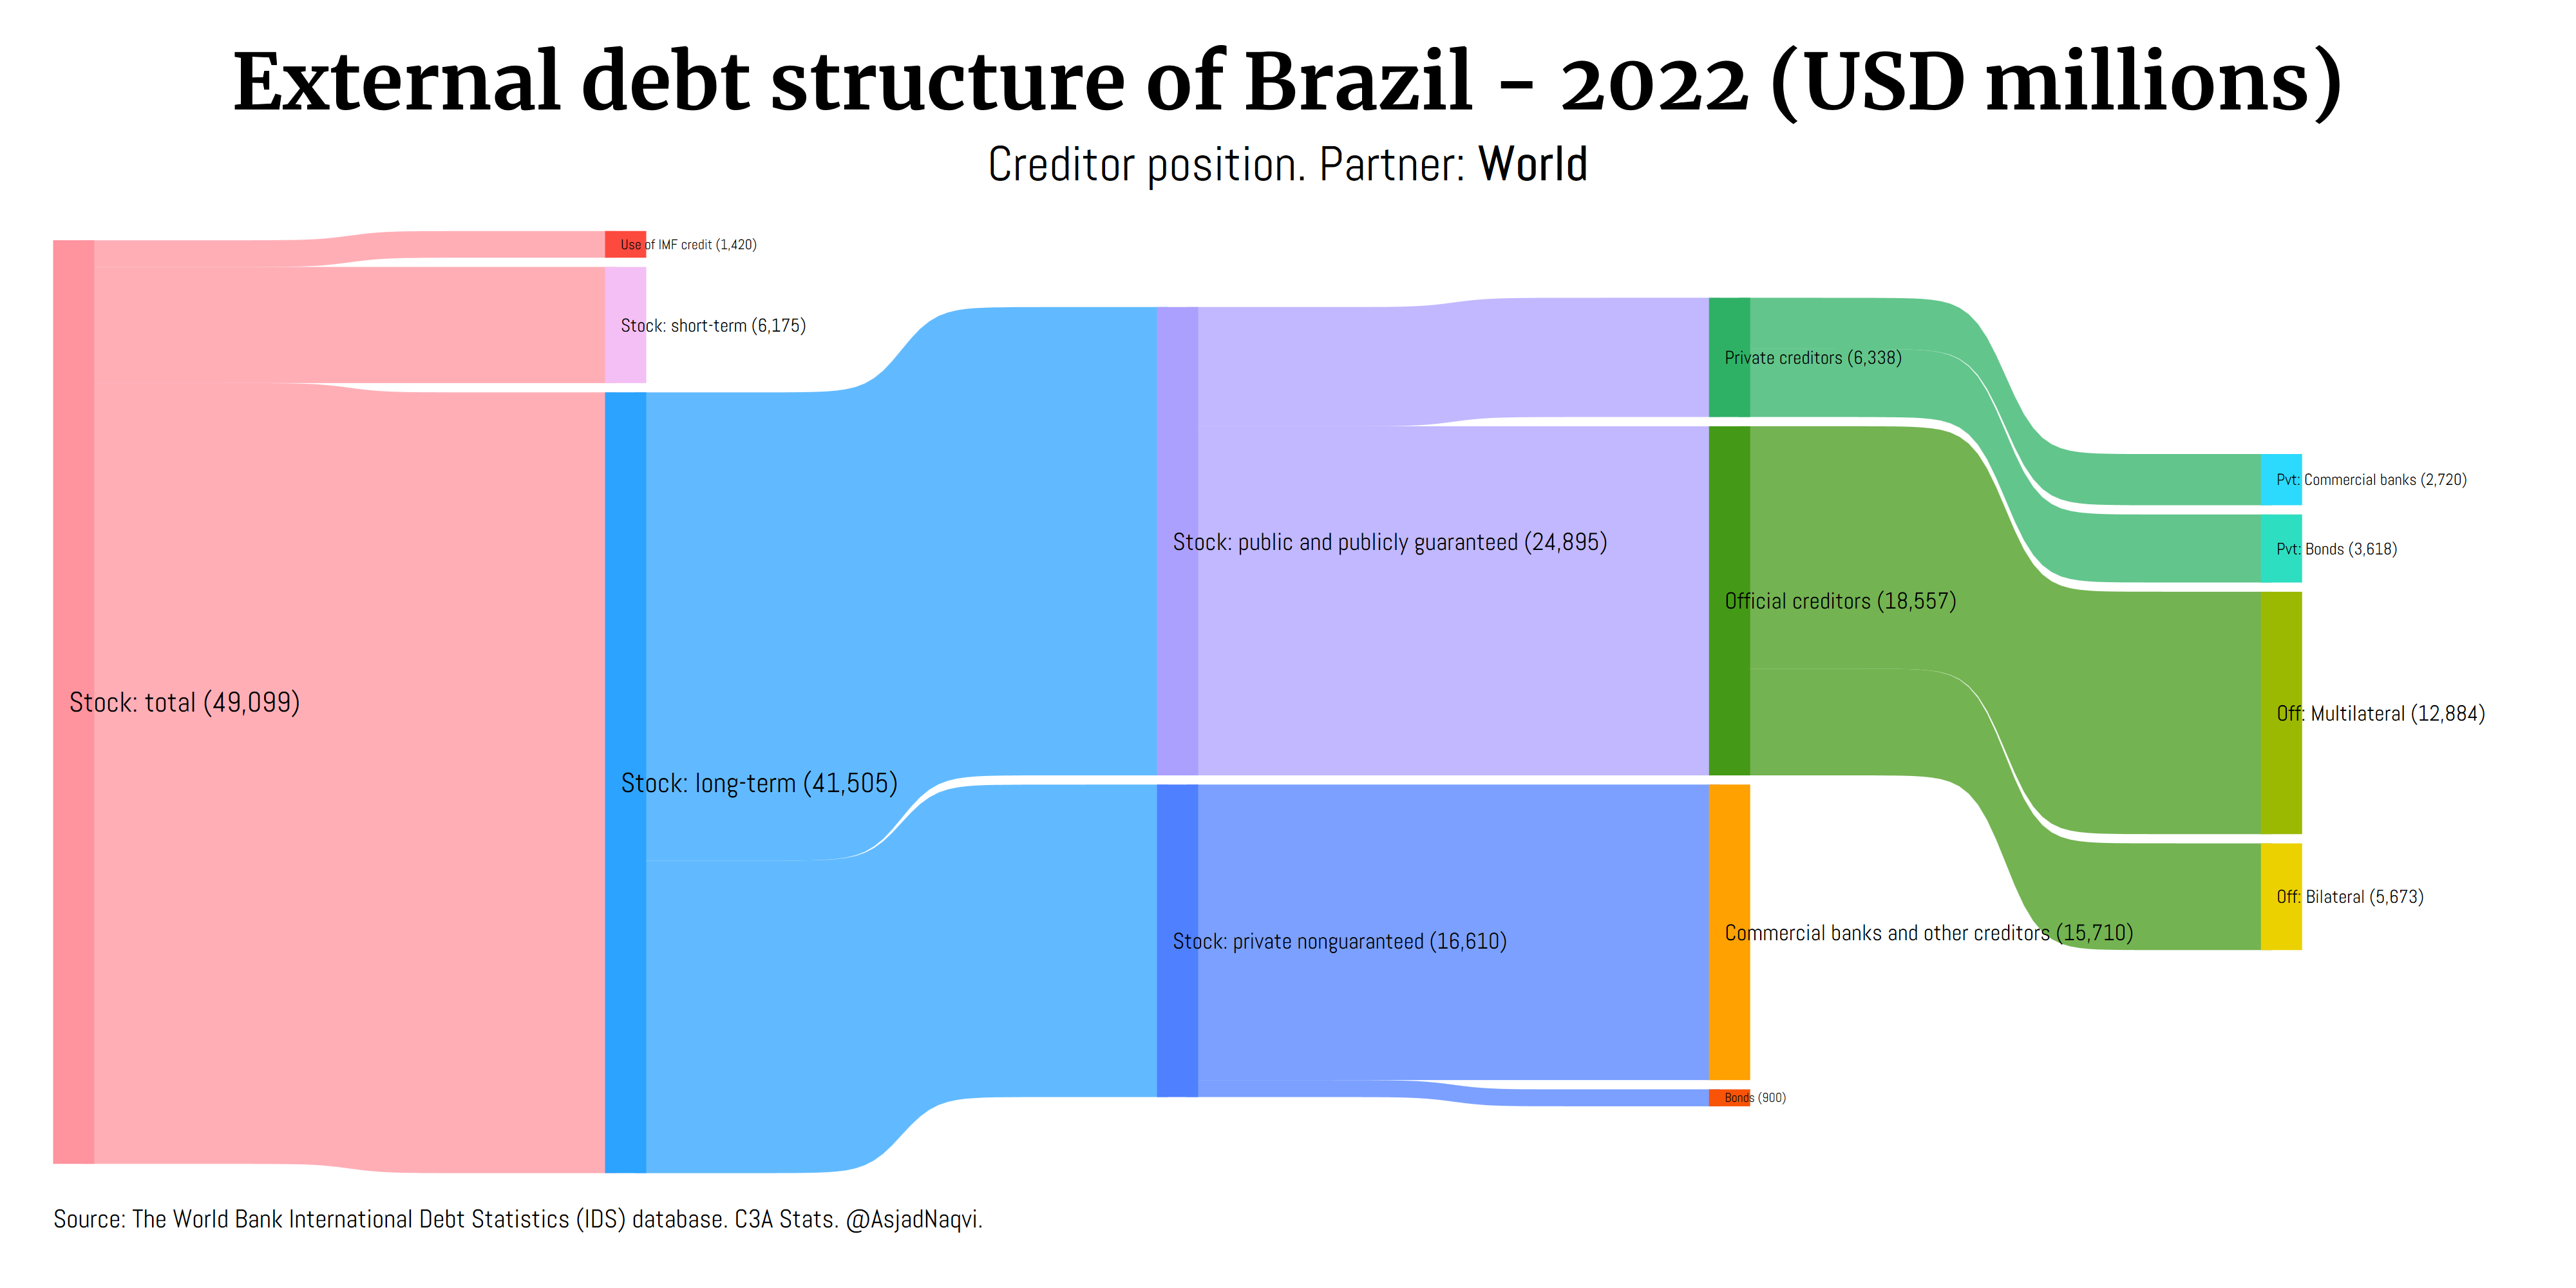 External debt structure of Brazil - 2022 (USD millions)
Creditor position. Partner: World
Use of IMF credit (1,420)
Stock: short-term (6,175)
Private creditors (6,338)
Pvt: Commercial banks (2,720)
Stock: public and publicly guaranteed (24,895)
Pvt: Bonds (3,618)
Official creditors (18,557)
Stock: total (49,099)
Off: Multilateral (12,884)
Stock: long-term (41,505)
Off: Bilateral (5,673)
Commercial banks and other creditors (15,710)
Stock: private nonguaranteed (16,610)
Bonds (900)
Source: The World Bank International Debt Statistics (IDS) database. C3A Stats. @AsjadNaqvi.